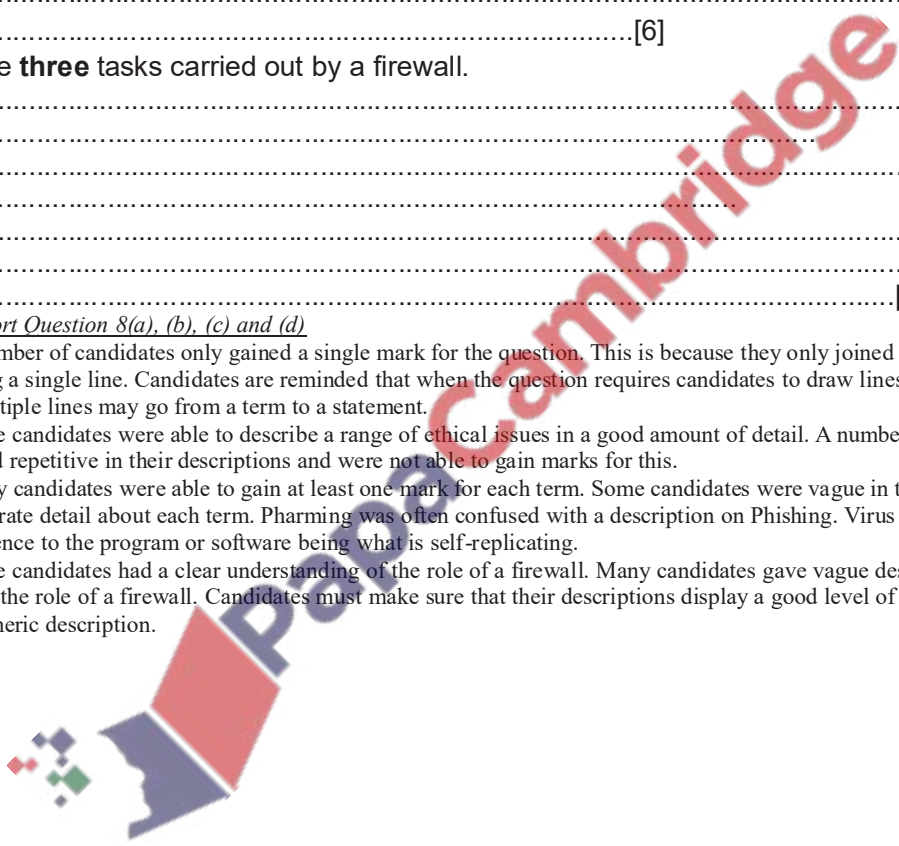 [6]
e three tasks carried out by a firewall.
[
ort Question 8(a), (b), (c) and (d)
mber of candidates only gained a single mark for the question. This is because they only joined
g a single line. Candidates are reminded that when the question requires candidates to draw lines
tiple lines may go from a term to a statement.
e candidates were able to describe a range of ethical issues in a good amount of detail. A numbe
d repetitive in their descriptions and were not able to gain marks for this.
y candidates were able to gain at least one mark for each term. Some candidates were vague in t
rate detail about each term. Pharming was often confused with a description on Phishing. Virus
ence to the program or software being what is self-replicating.
e candidates had a clear understanding of the role of a firewall. Many candidates gave vague des
the role of a firewall. Candidates must make sure that their descriptions display a good level of
neric description.
PapaCambridge